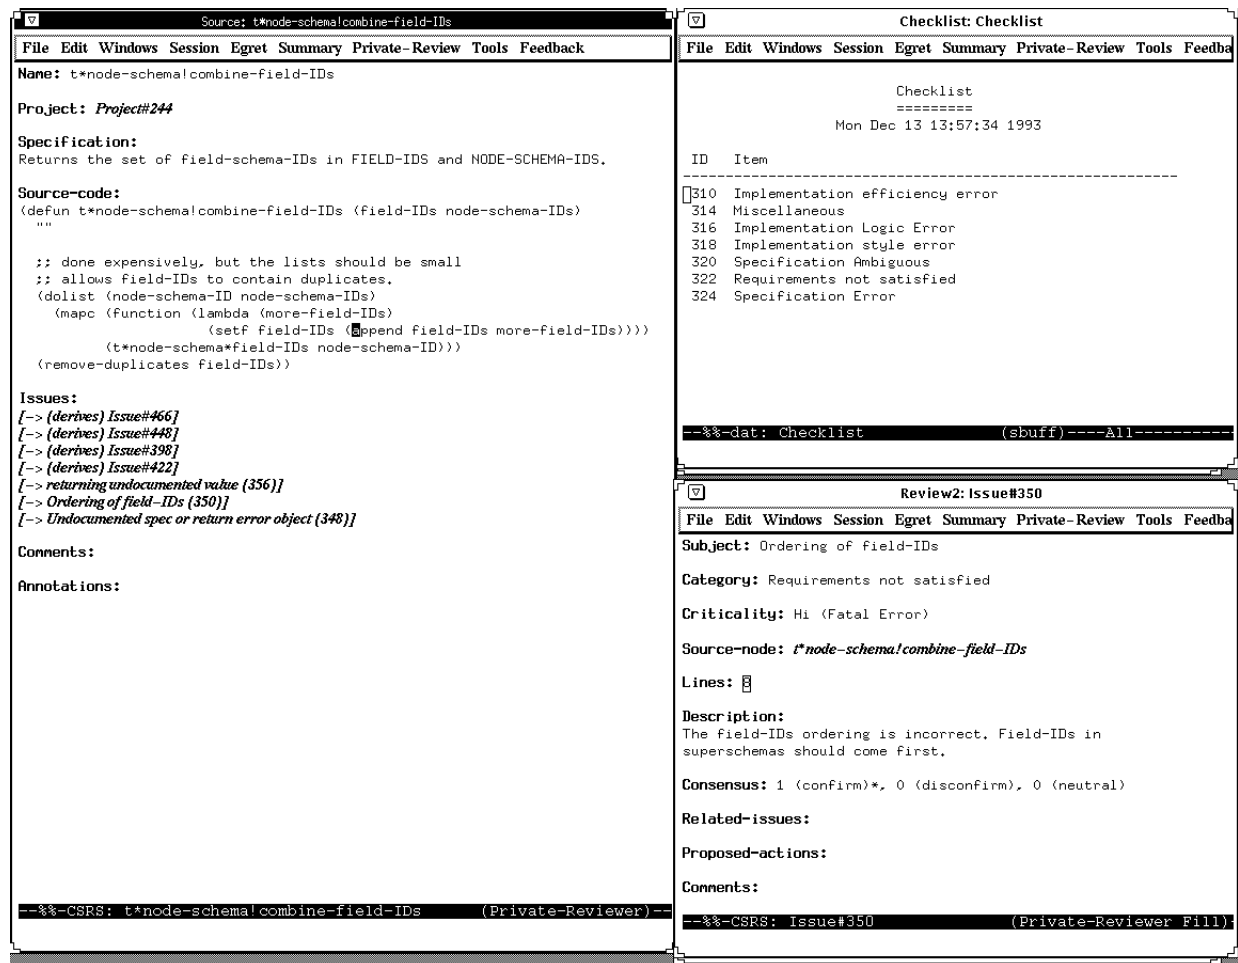 Source: t*node-schema!combine-field-IDs
File Edit Windows Session Egret Summary Private-Review Tools Feedback
Name: t*node-schema!combine-field-IDs
Project: Project#244
Specification:
Returns the set of field-schema-IDs in FIELD-IDS and NODE-SCHEMA-IDS.
Source-code:
(defun t*node-schema!combine-field-IDs (field-IDs node-schema-IDs)
""
;; done expensively, but the lists should be small
;; allows field-IDs to contain duplicates.
(dolist (node-schema-ID node-schema-IDs)
(mapc (function (lambda (more-field-IDs)
(setf field-IDs (append field-IDs more-field-IDs))))
(t*node-schema*field-IDs node-schema-ID)))
(remove-duplicates field-IDs))
Issues:
[-> (derives) Issue#466]
[-> (derives) Issue#448]
[-> (derives) Issue#398]
[-> (derives) Issue#422]
[-> returning undocumented value (356)]
[-> Ordering of field-IDs (350)]
[-> Undocumented spec or return error object (348)]
Comments:
Annotations:
--%%-CSRS: t*node-schema!combine-field-IDs (Private-Reviewer)--
Checklist: Checklist
File Edit Windows Session Egret Summary Private-Review Tools Feedba
Checklist
=========
Mon Dec 13 13:57:34 1993
ID Item
----------------------------------------------------------
310 Implementation efficiency error
314 Miscellaneous
316 Implementation Logic Error
318 Implementation style error
320 Specification Ambiguous
322 Requirements not satisfied
324 Specification Error
--%%-dat: Checklist (sbuff)----All-----------
Review2: Issue#350
File Edit Windows Session Egret Summary Private-Review Tools Feedba
Subject: Ordering of field-IDs
Category: Requirements not satisfied
Criticality: Hi (Fatal Error)
Source-node: t*node-schema!combine-field-IDs
Lines: 8
Description:
The field-IDs ordering is incorrect. Field-IDs in
superschemas should come first.
Consensus: 1 (confirm)*, 0 (disconfirm), 0 (neutral)
Related-issues:
Proposed-actions:
Comments:
--%%-CSRS: Issue#350 (Private-Reviewer Fill)-